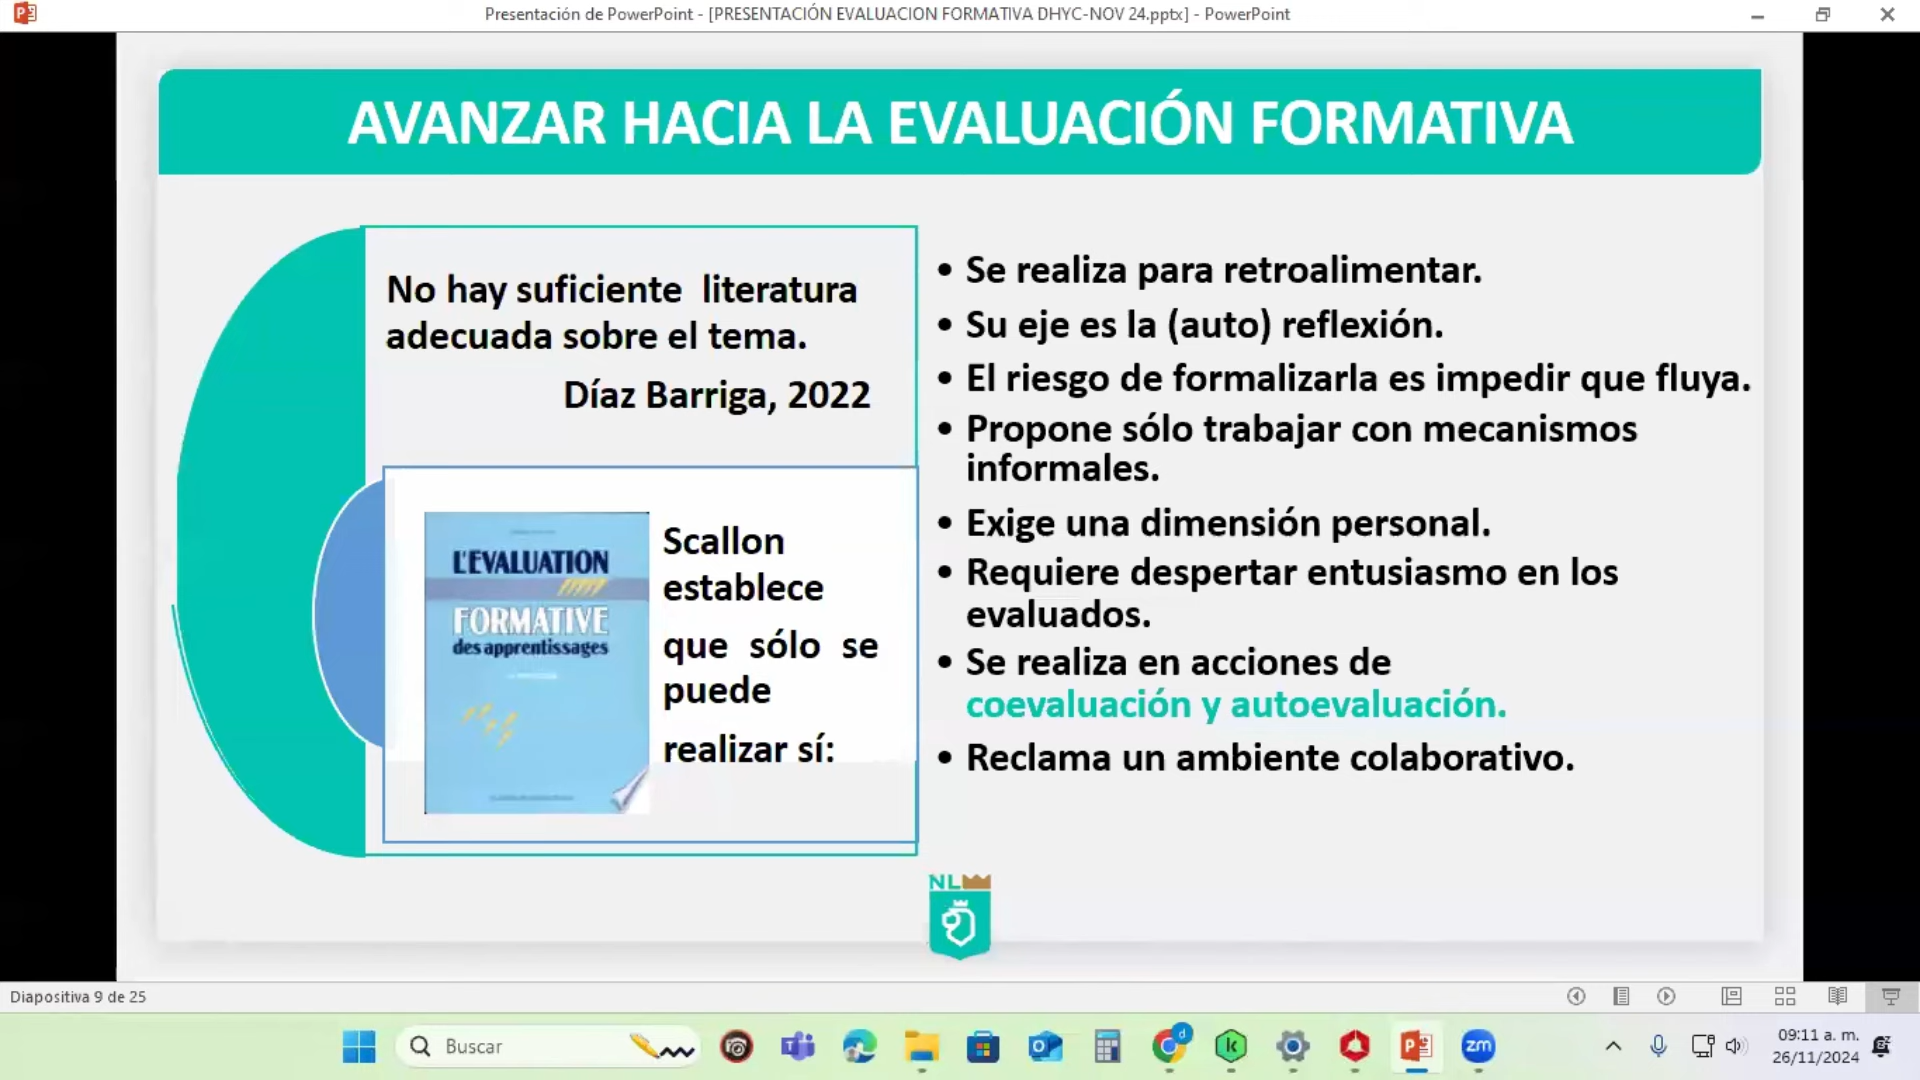 Presentación de PowerPoint - [PRESENTACIÓN EVALUACION FORMATIVA DHYC-NOV 24.pptx] - PowerPoint
AVANZAR HACIA LA EVALUACIÓN FORMATIVA
No hay suficiente literatura
adecuada sobre el tema.
Díaz Barriga, 2022
L'EVALUATION
FORMATIVE
des apprentissages
Scallon
establece
que sólo se
puede
realizar sí:
• Se realiza para retroalimentar.
• Su eje es la (auto) reflexión.
• El riesgo de formalizarla es impedir que fluya.
• Propone sólo trabajar con mecanismos
informales.
• Exige una dimensión personal.
• Requiere despertar entusiasmo en los
evaluados.
• Se realiza en acciones de
coevaluación y autoevaluación.
• Reclama un ambiente colaborativo.
NL
Diapositiva 9 de 25
Buscar
zm
09:11 a. m.
26/11/2024